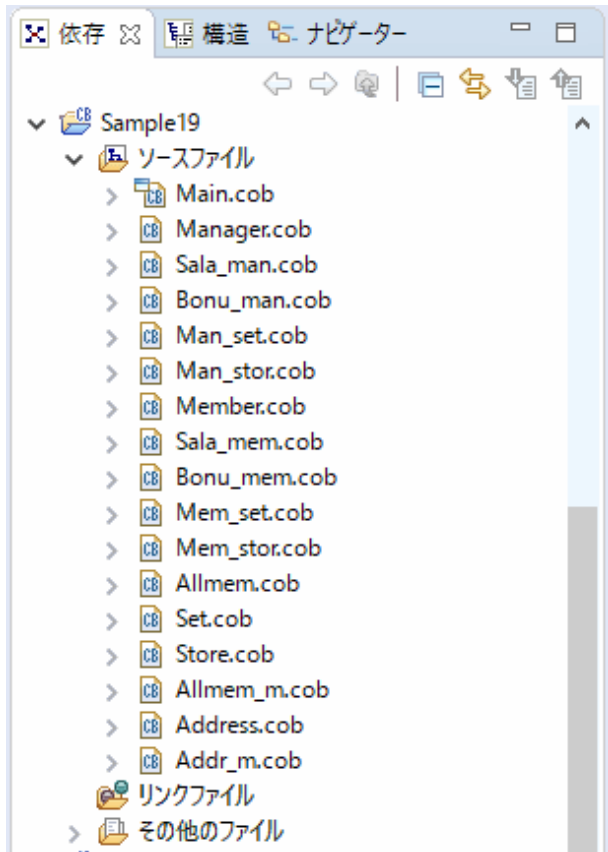 依存 構造 ナビゲーター
Sample19
ソースファイル
Main.cob
Manager.cob
Sala_man.cob
Bonu_man.cob
Man_set.cob
Man_stor.cob
Member.cob
Sala_mem.cob
Bonu_mem.cob
Mem_set.cob
Mem_stor.cob
Allmem.cob
Set.cob
Store.cob
Allmem_m.cob
Address.cob
Addr_m.cob
リンクファイル
その他のファイル